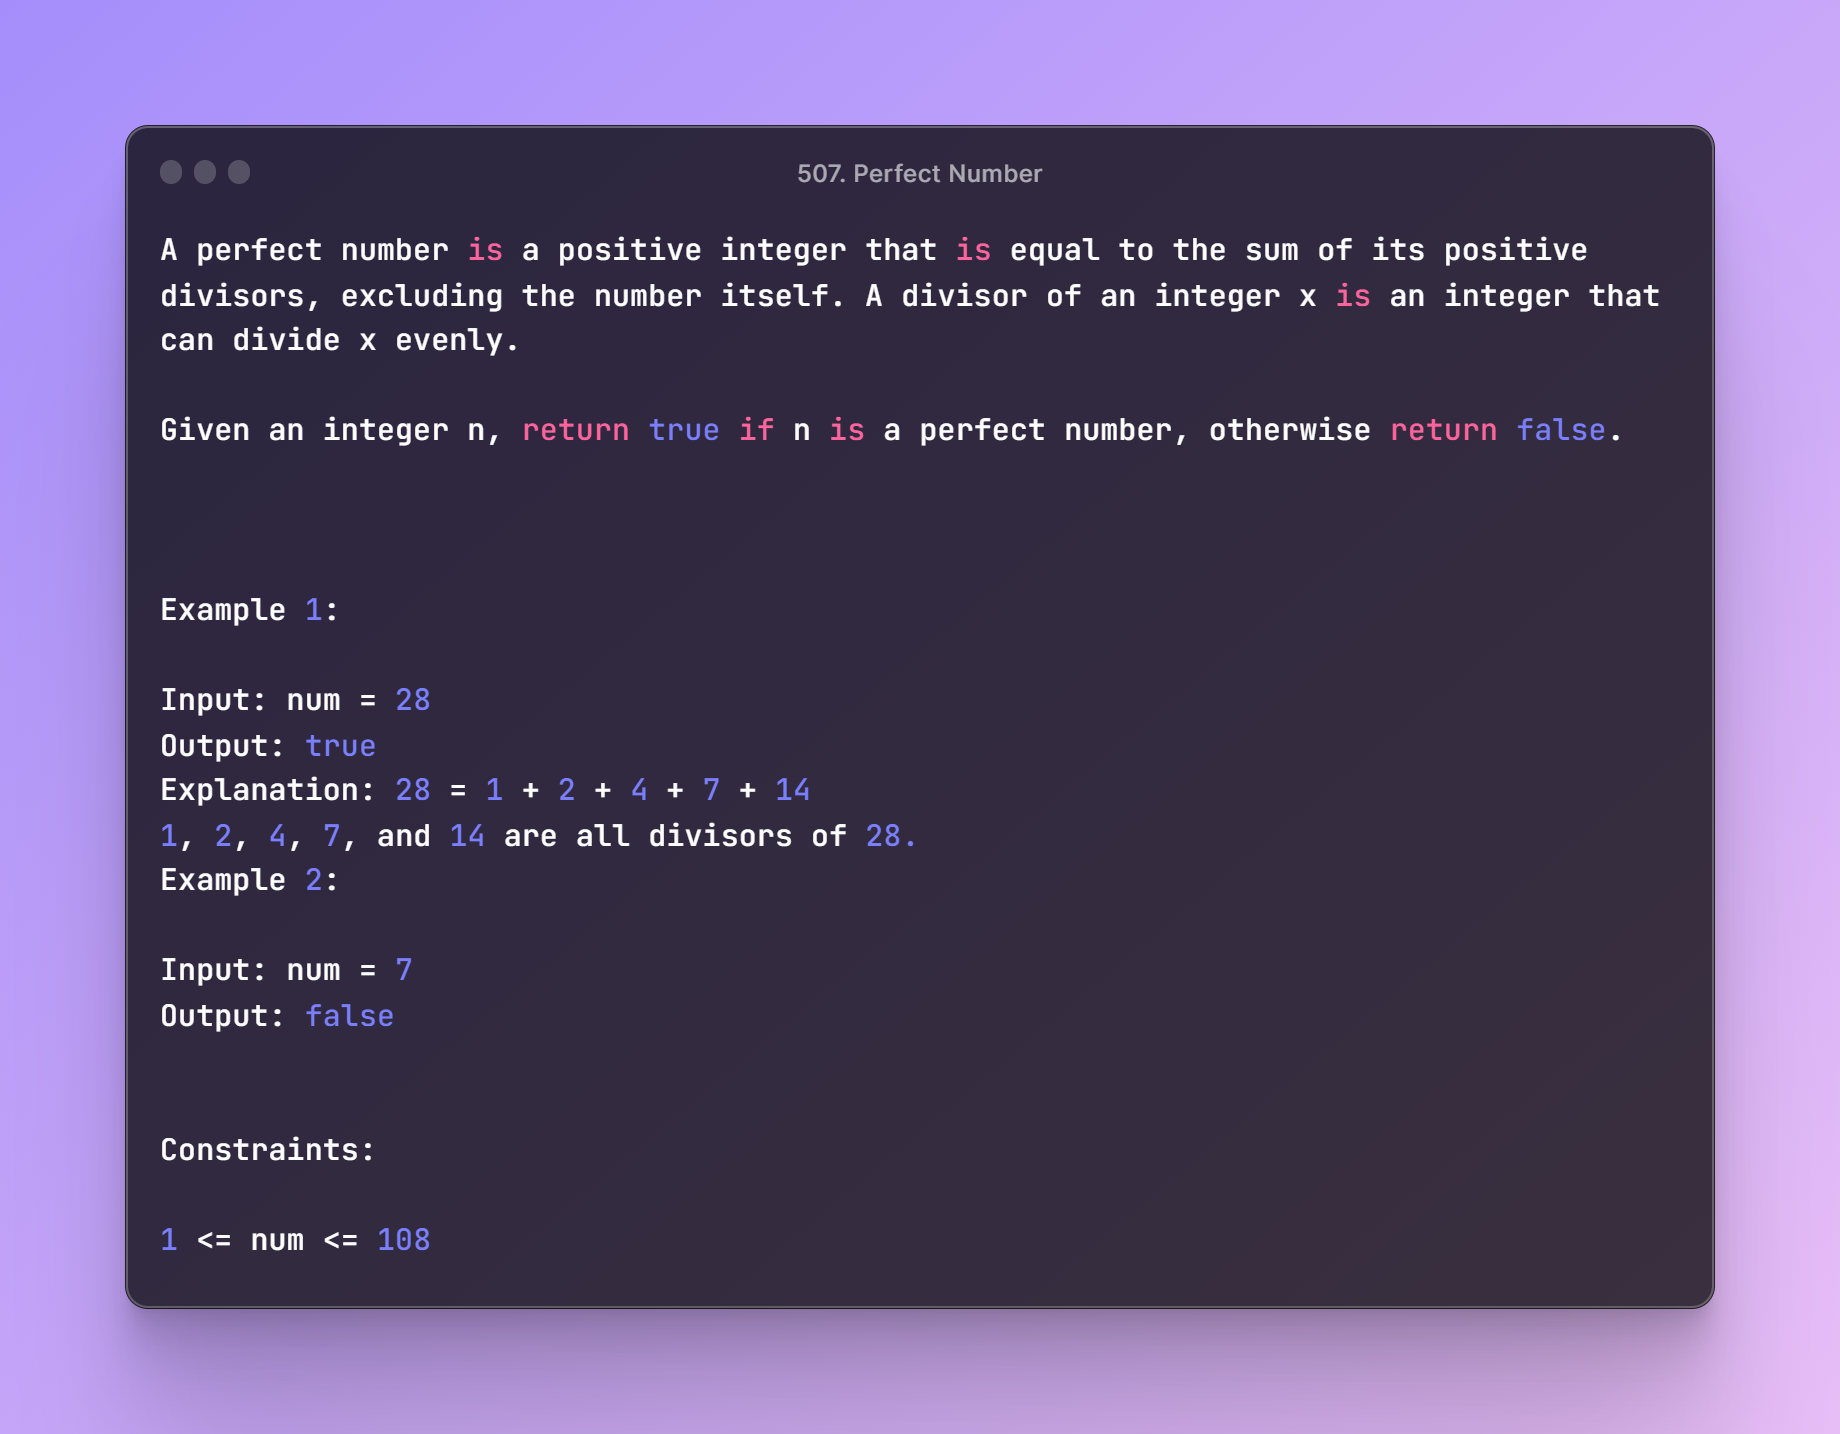 507. Perfect Number
A perfect number is a positive integer that is equal to the sum of its positive
divisors, excluding the number itself. A divisor of an integer x is an integer that
can divide x evenly.
Given an integer n, return true if n is a perfect number, otherwise return false.
Example 1:
Input: num = 28
Output: true
Explanation: 28 = 1 + 2 + 4 + 7 + 14
1, 2, 4, 7, and 14 are all divisors of 28.
Example 2:
Input: num = 7
Output: false
Constraints:
1 <= num <= 108